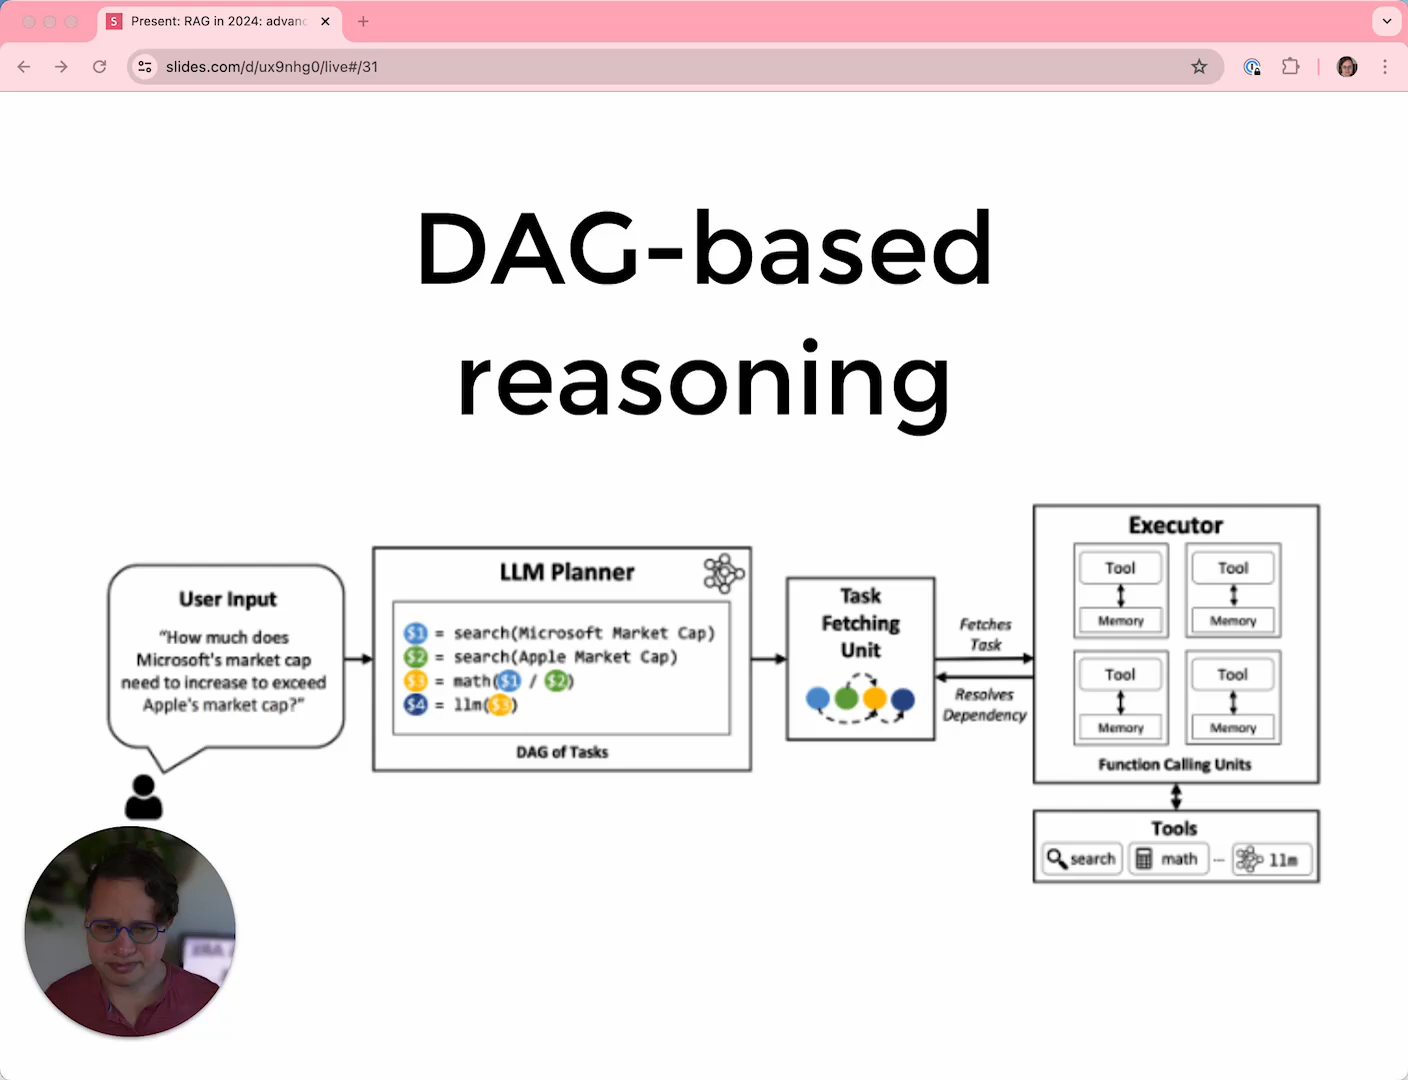 Present: RAG in 2024: advanc
slides.com/d/ux9nhg0/live#/31
DAG-based
reasoning
User Input
“How much does
Microsoft's market cap
need to increase to exceed
Apple's market cap?”
LLM Planner
$1 = search(Microsoft Market Cap)
$2 = search(Apple Market Cap)
$3 = math($1 / $2)
$4 = llm($3)
DAG of Tasks
Task
Fetching
Unit
Fetches
Task
Resolves
Dependency
Executor
Tool
Memory
Tool
Memory
Tool
Memory
Tool
Memory
Function Calling Units
Tools
search
math
...
llm